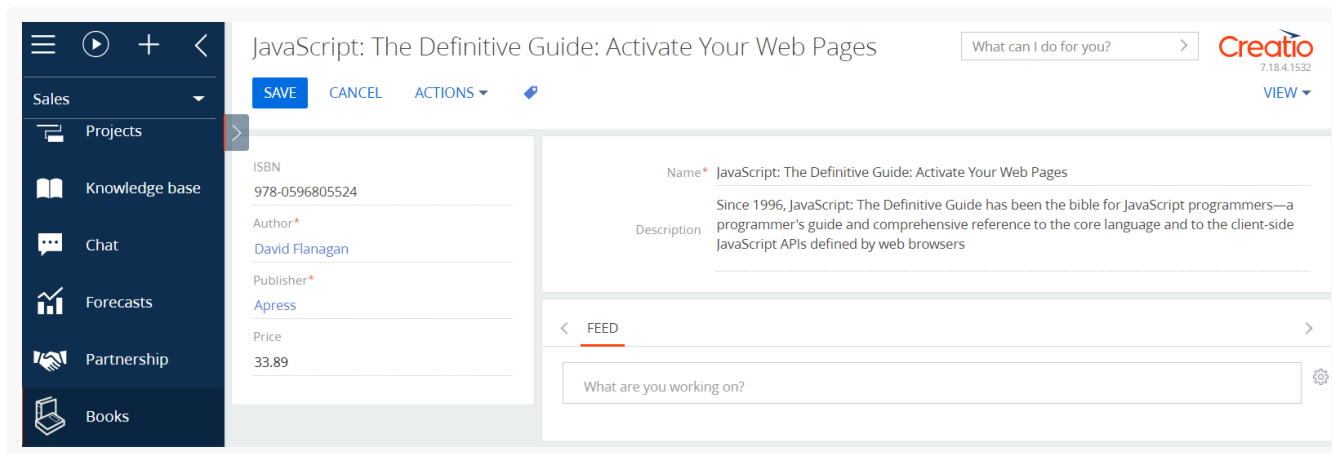 JavaScript: The Definitive Guide: Activate Your Web Pages
What can I do for you?
Creatio
7.18.4.1532
SAVE CANCEL ACTIONS
VIEW
Sales
Projects
Knowledge base
Chat
Forecasts
Partnership
Books
ISBN
978-0596805524
Author*
David Flanagan
Publisher*
Apress
Price
33.89
Name* JavaScript: The Definitive Guide: Activate Your Web Pages
Description
Since 1996, JavaScript: The Definitive Guide has been the bible for JavaScript programmers—a
programmer's guide and comprehensive reference to the core language and to the client-side
JavaScript APIs defined by web browsers
FEED
What are you working on?